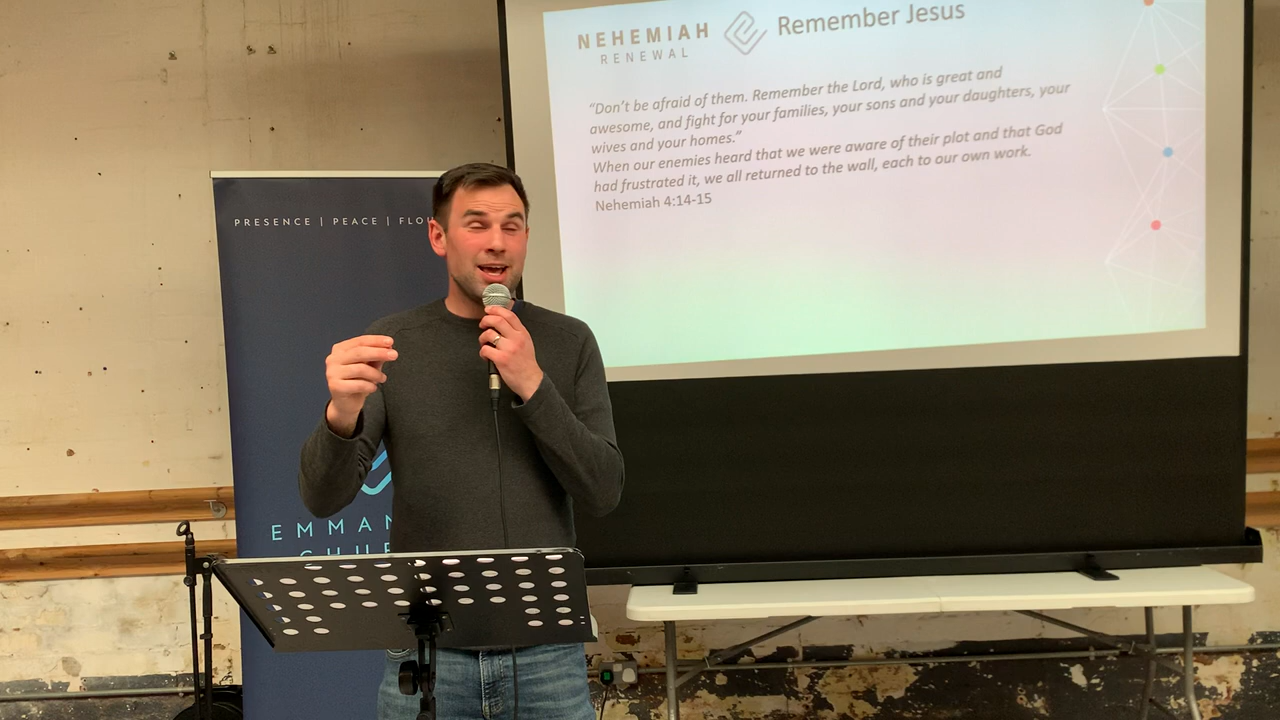 NEHEMIAH
RENEWAL
Remember Jesus
“Don’t be afraid of them. Remember the Lord, who is great and
awesome, and fight for your families, your sons and your daughters, your
wives and your homes.”
When our enemies heard that we were aware of their plot and that God
had frustrated it, we all returned to the wall, each to our own work.
Nehemiah 4:14-15
PRESENCE | PEACE |